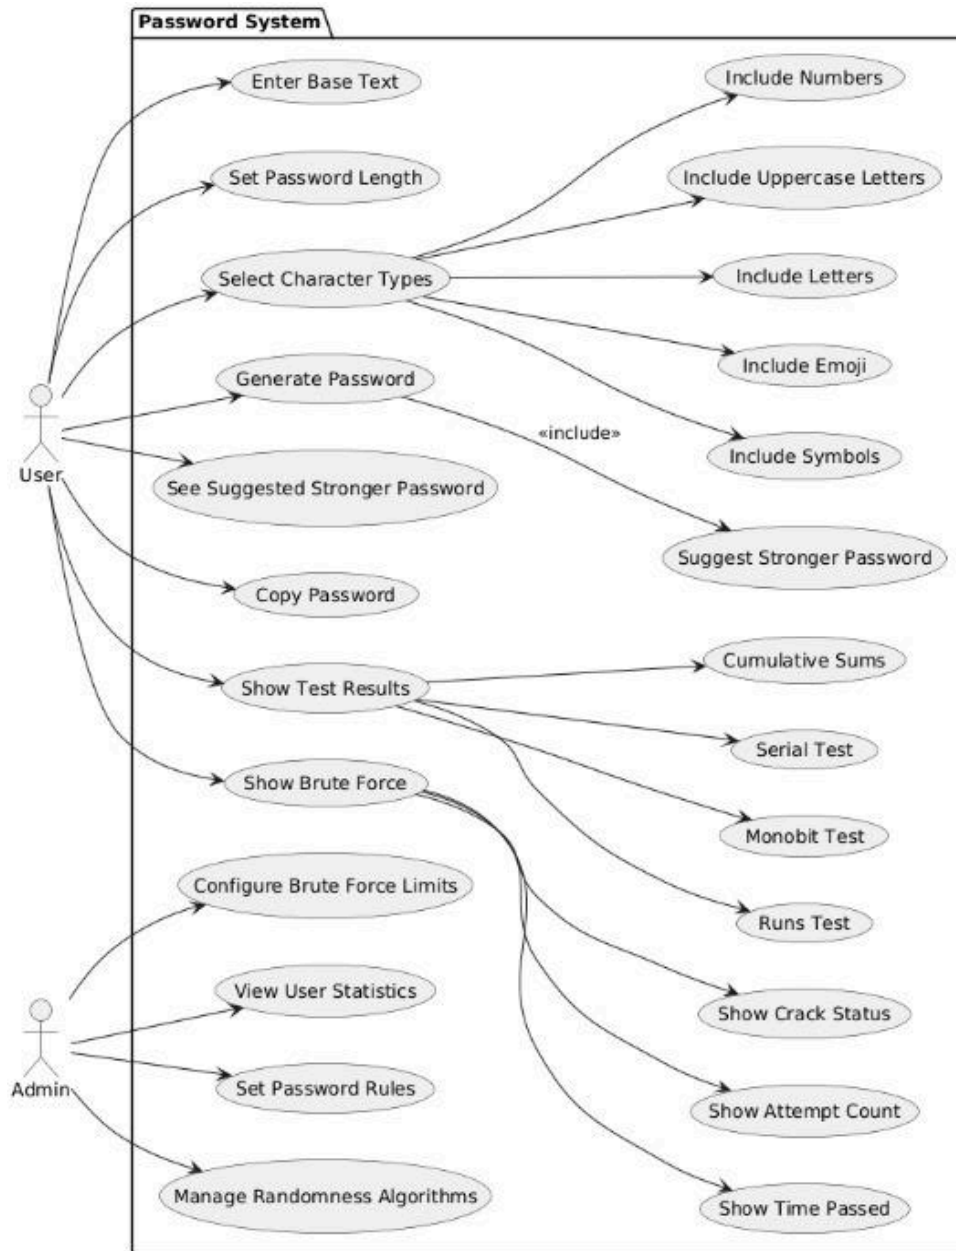 Password System
Enter Base Text
Include Numbers
Set Password Length
Include Uppercase Letters
Select Character Types
Include Letters
Generate Password
Include Emoji
«include»
User
See Suggested Stronger Password
Include Symbols
Suggest Stronger Password
Copy Password
Show Test Results
Cumulative Sums
Serial Test
Show Brute Force
Monobit Test
Configure Brute Force Limits
Runs Test
View User Statistics
Show Crack Status
Admin
Set Password Rules
Show Attempt Count
Manage Randomness Algorithms
Show Time Passed